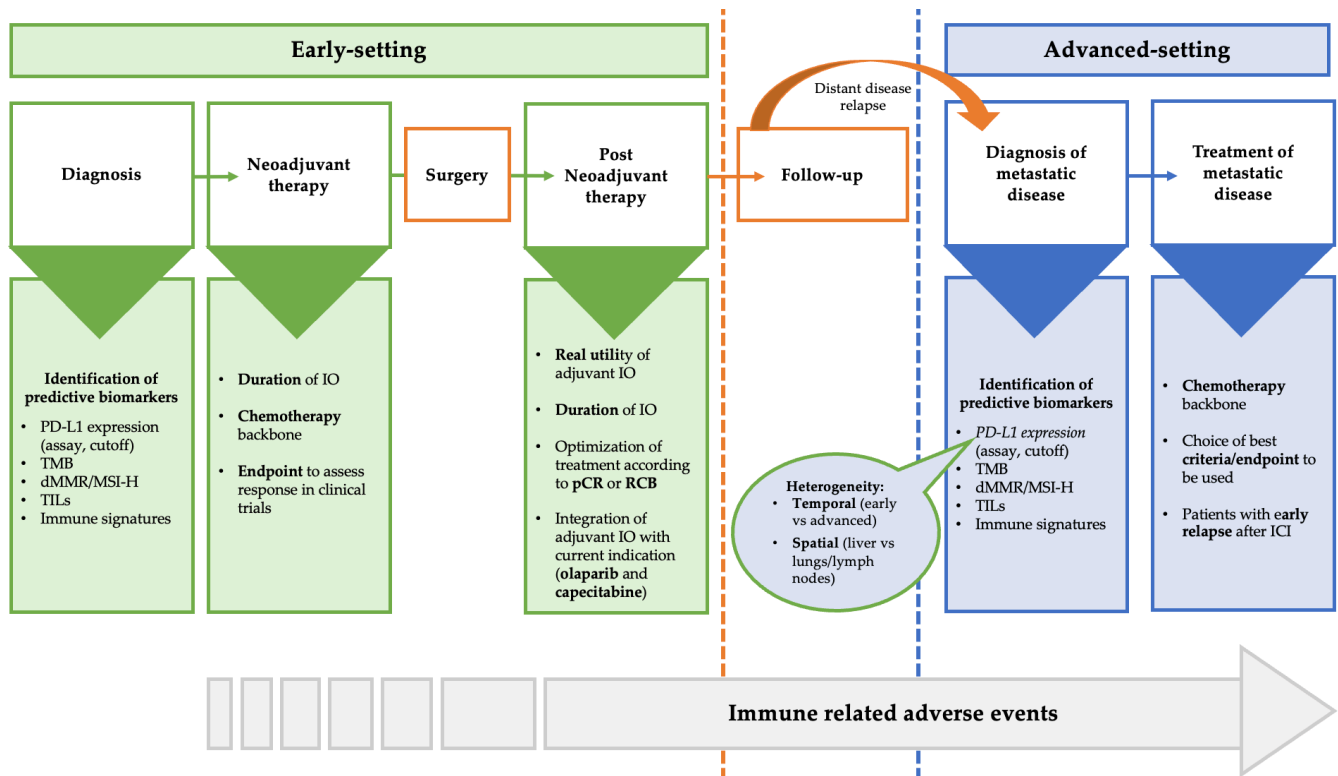 Early-setting
Advanced-setting
Distant disease
relapse
Diagnosis
Neoadjuvant
therapy
Surgery
Post
Neoadjuvant
therapy
Follow-up
Diagnosis of
metastatic
disease
Treatment of
metastatic
disease
Identification of
predictive biomarkers
• PD-L1 expression
(assay, cutoff)
• TMB
• dMMR/MSI-H
• TILs
• Immune signatures
• Duration of IO
• Chemotherapy
backbone
• Endpoint to assess
response in clinical
trials
• Real utility of
adjuvant IO
• Duration of IO
• Optimization of
treatment according
to pCR or RCB
• Integration of
adjuvant IO with
current indication
(olaparib and
capecitabine)
Heterogeneity:
• Temporal (early
vs advanced)
• Spatial (liver vs
lungs/lymph
nodes)
Identification of
predictive biomarkers
• PD-L1 expression
(assay, cutoff)
• TMB
• dMMR/MSI-H
• TILs
• Immune signatures
• Chemotherapy
backbone
• Choice of best
criteria/endpoint to
be used
• Patients with early
relapse after ICI
Immune related adverse events